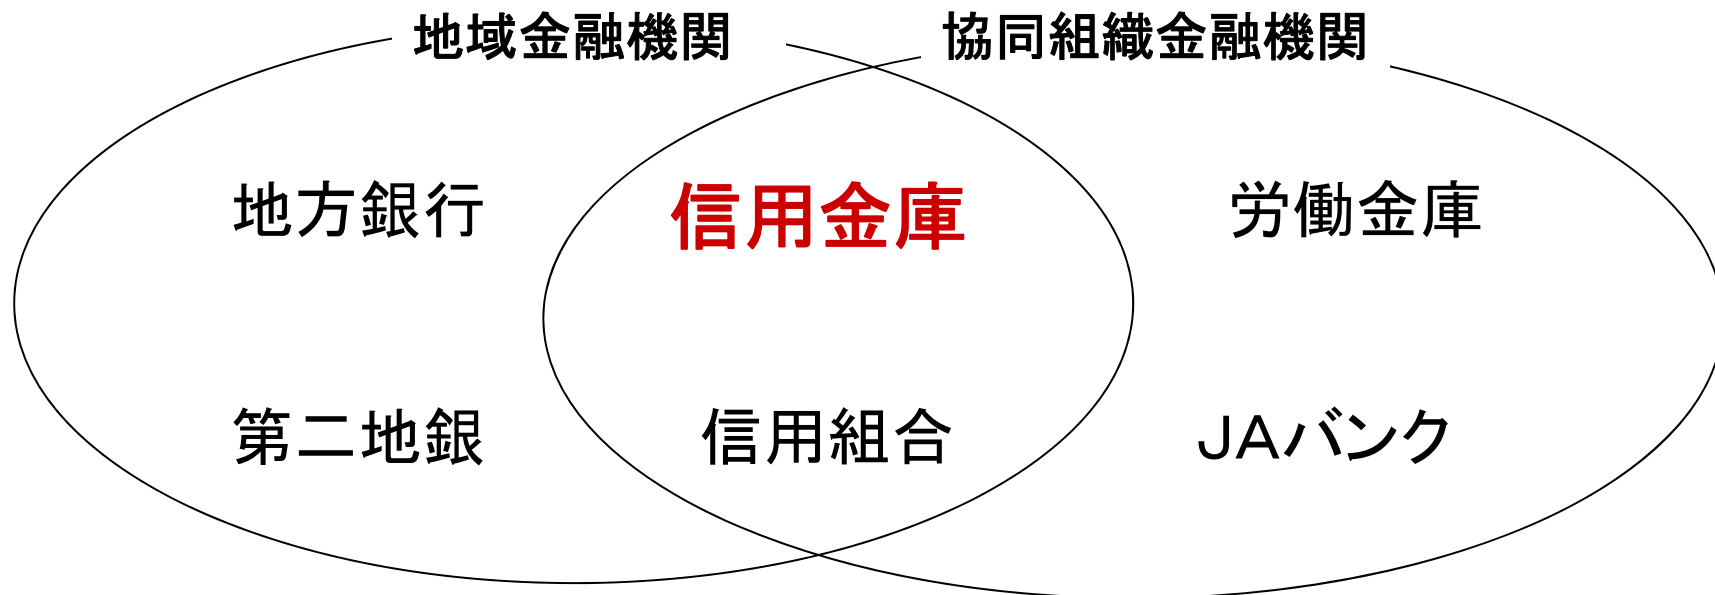 地域金融機関
協同組織金融機関
地方銀行
信用金庫
労働金庫
第二地銀
信用組合
JAバンク